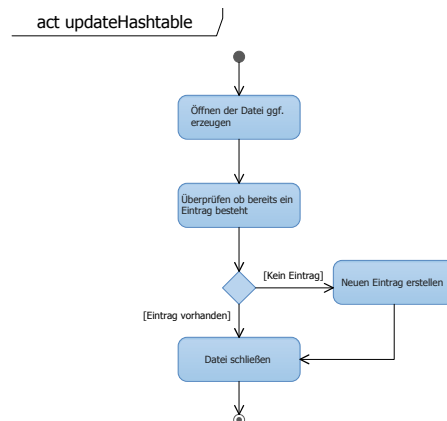 act updateHashtable
Öffnen der Datei ggf.
erzeugen
Überprüfen ob bereits ein
Eintrag besteht
[Kein Eintrag]
Neuen Eintrag erstellen
[Eintrag vorhanden]
Datei schließen